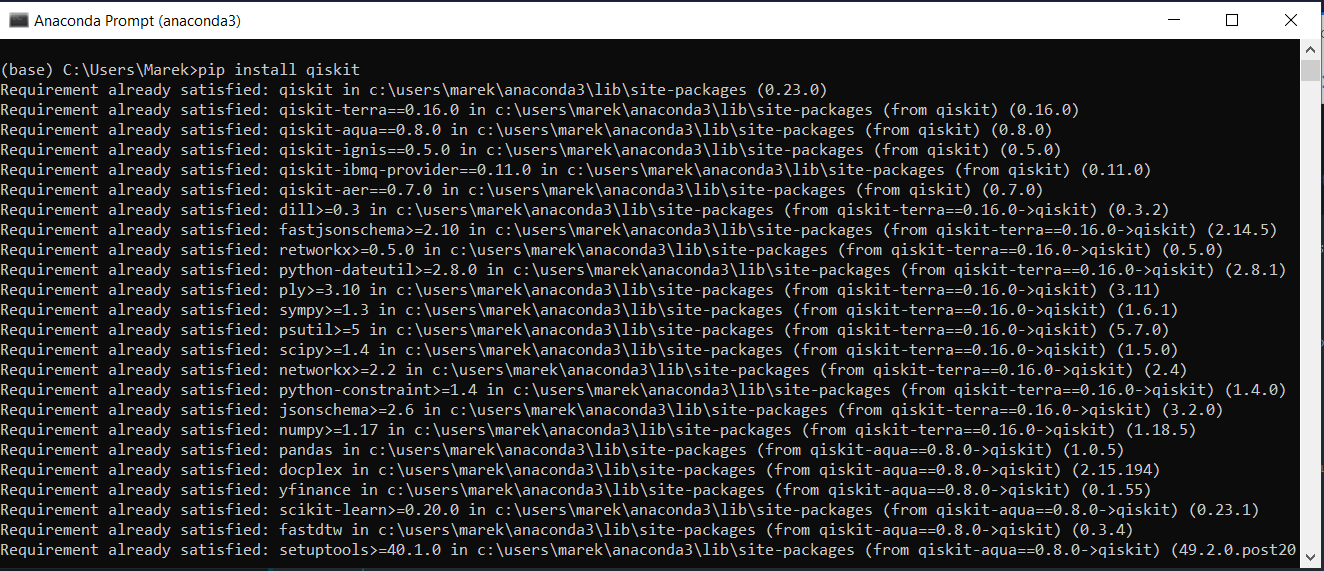 Anaconda Prompt (anaconda3)
(base) C:\Users\Marek>pip install qiskit
Requirement already satisfied: qiskit in c:\users\marek\anaconda3\lib\site-packages (0.23.0)
Requirement already satisfied: qiskit-terra==0.16.0 in c:\users\marek\anaconda3\lib\site-packages (from qiskit) (0.16.0)
Requirement already satisfied: qiskit-aqua==0.8.0 in c:\users\marek\anaconda3\lib\site-packages (from qiskit) (0.8.0)
Requirement already satisfied: qiskit-ignis==0.5.0 in c:\users\marek\anaconda3\lib\site-packages (from qiskit) (0.5.0)
Requirement already satisfied: qiskit-ibmq-provider==0.11.0 in c:\users\marek\anaconda3\lib\site-packages (from qiskit) (0.11.0)
Requirement already satisfied: qiskit-aer==0.7.0 in c:\users\marek\anaconda3\lib\site-packages (from qiskit) (0.7.0)
Requirement already satisfied: dill>=0.3 in c:\users\marek\anaconda3\lib\site-packages (from qiskit-terra==0.16.0->qiskit) (0.3.2)
Requirement already satisfied: fastjsonschema>=2.10 in c:\users\marek\anaconda3\lib\site-packages (from qiskit-terra==0.16.0->qiskit) (2.14.5)
Requirement already satisfied: retworkx>=0.5.0 in c:\users\marek\anaconda3\lib\site-packages (from qiskit-terra==0.16.0->qiskit) (0.5.0)
Requirement already satisfied: python-dateutil>=2.8.0 in c:\users\marek\anaconda3\lib\site-packages (from qiskit-terra==0.16.0->qiskit) (2.8.1)
Requirement already satisfied: ply>=3.10 in c:\users\marek\anaconda3\lib\site-packages (from qiskit-terra==0.16.0->qiskit) (3.11)
Requirement already satisfied: sympy>=1.3 in c:\users\marek\anaconda3\lib\site-packages (from qiskit-terra==0.16.0->qiskit) (1.6.1)
Requirement already satisfied: psutil>=5 in c:\users\marek\anaconda3\lib\site-packages (from qiskit-terra==0.16.0->qiskit) (5.7.0)
Requirement already satisfied: scipy>=1.4 in c:\users\marek\anaconda3\lib\site-packages (from qiskit-terra==0.16.0->qiskit) (1.5.0)
Requirement already satisfied: networkx>=2.2 in c:\users\marek\anaconda3\lib\site-packages (from qiskit-terra==0.16.0->qiskit) (2.4)
Requirement already satisfied: python-constraint>=1.4 in c:\users\marek\anaconda3\lib\site-packages (from qiskit-terra==0.16.0->qiskit) (1.4.0)
Requirement already satisfied: jsonschema>=2.6 in c:\users\marek\anaconda3\lib\site-packages (from qiskit-terra==0.16.0->qiskit) (3.2.0)
Requirement already satisfied: numpy>=1.17 in c:\users\marek\anaconda3\lib\site-packages (from qiskit-terra==0.16.0->qiskit) (1.18.5)
Requirement already satisfied: pandas in c:\users\marek\anaconda3\lib\site-packages (from qiskit-aqua==0.8.0->qiskit) (1.0.5)
Requirement already satisfied: docplex in c:\users\marek\anaconda3\lib\site-packages (from qiskit-aqua==0.8.0->qiskit) (2.15.194)
Requirement already satisfied: yfinance in c:\users\marek\anaconda3\lib\site-packages (from qiskit-aqua==0.8.0->qiskit) (0.1.55)
Requirement already satisfied: scikit-learn>=0.20.0 in c:\users\marek\anaconda3\lib\site-packages (from qiskit-aqua==0.8.0->qiskit) (0.23.1)
Requirement already satisfied: fastdtw in c:\users\marek\anaconda3\lib\site-packages (from qiskit-aqua==0.8.0->qiskit) (0.3.4)
Requirement already satisfied: setuptools>=40.1.0 in c:\users\marek\anaconda3\lib\site-packages (from qiskit-aqua==0.8.0->qiskit) (49.2.0.post20